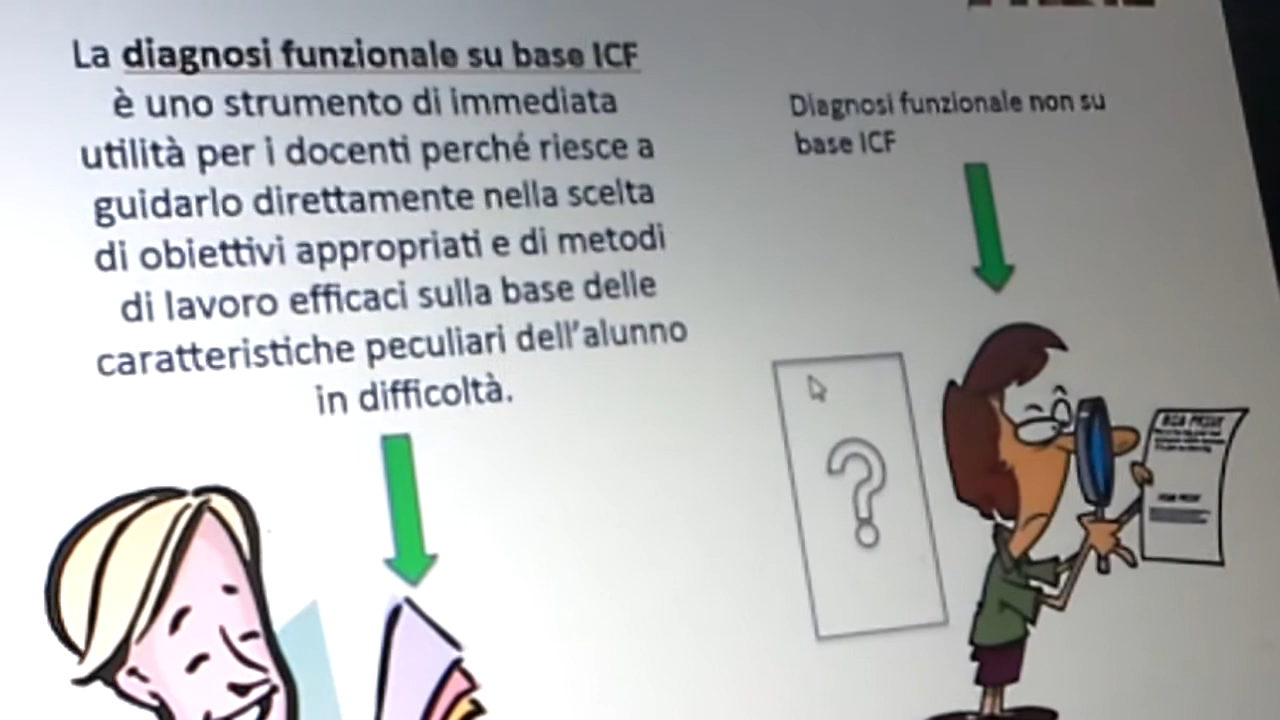 La diagnosi funzionale su base ICF
è uno strumento di immediata
utilità per i docenti perché riesce a
guidarlo direttamente nella scelta
di obiettivi appropriati e di metodi
di lavoro efficaci sulla base delle
caratteristiche peculiari dell'alunno
in difficoltà.
Diagnosi funzionale non su
base ICF
?